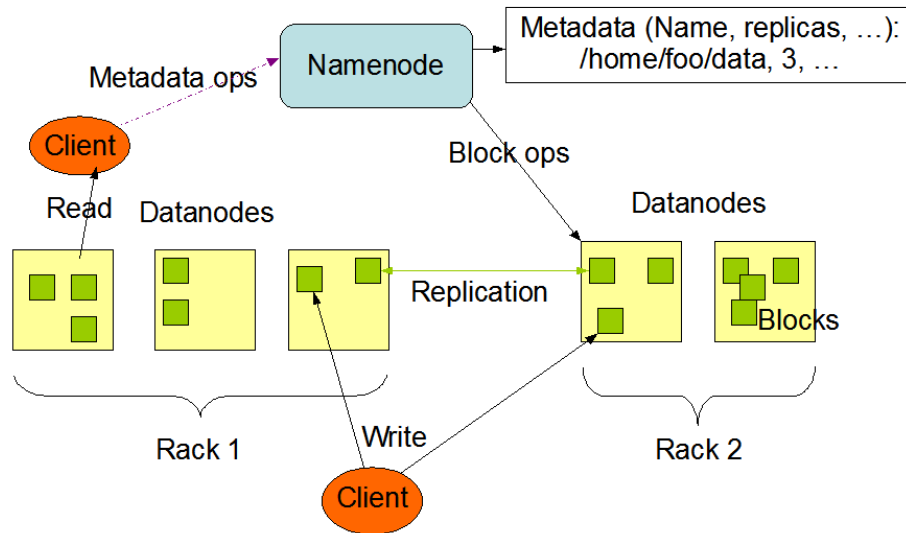 Metadata (Name, replicas, …):
/home/foo/data, 3, …
Namenode
Metadata ops
Client
Block ops
Read
Datanodes
Datanodes
Replication
Blocks
Rack 1
Write
Rack 2
Client